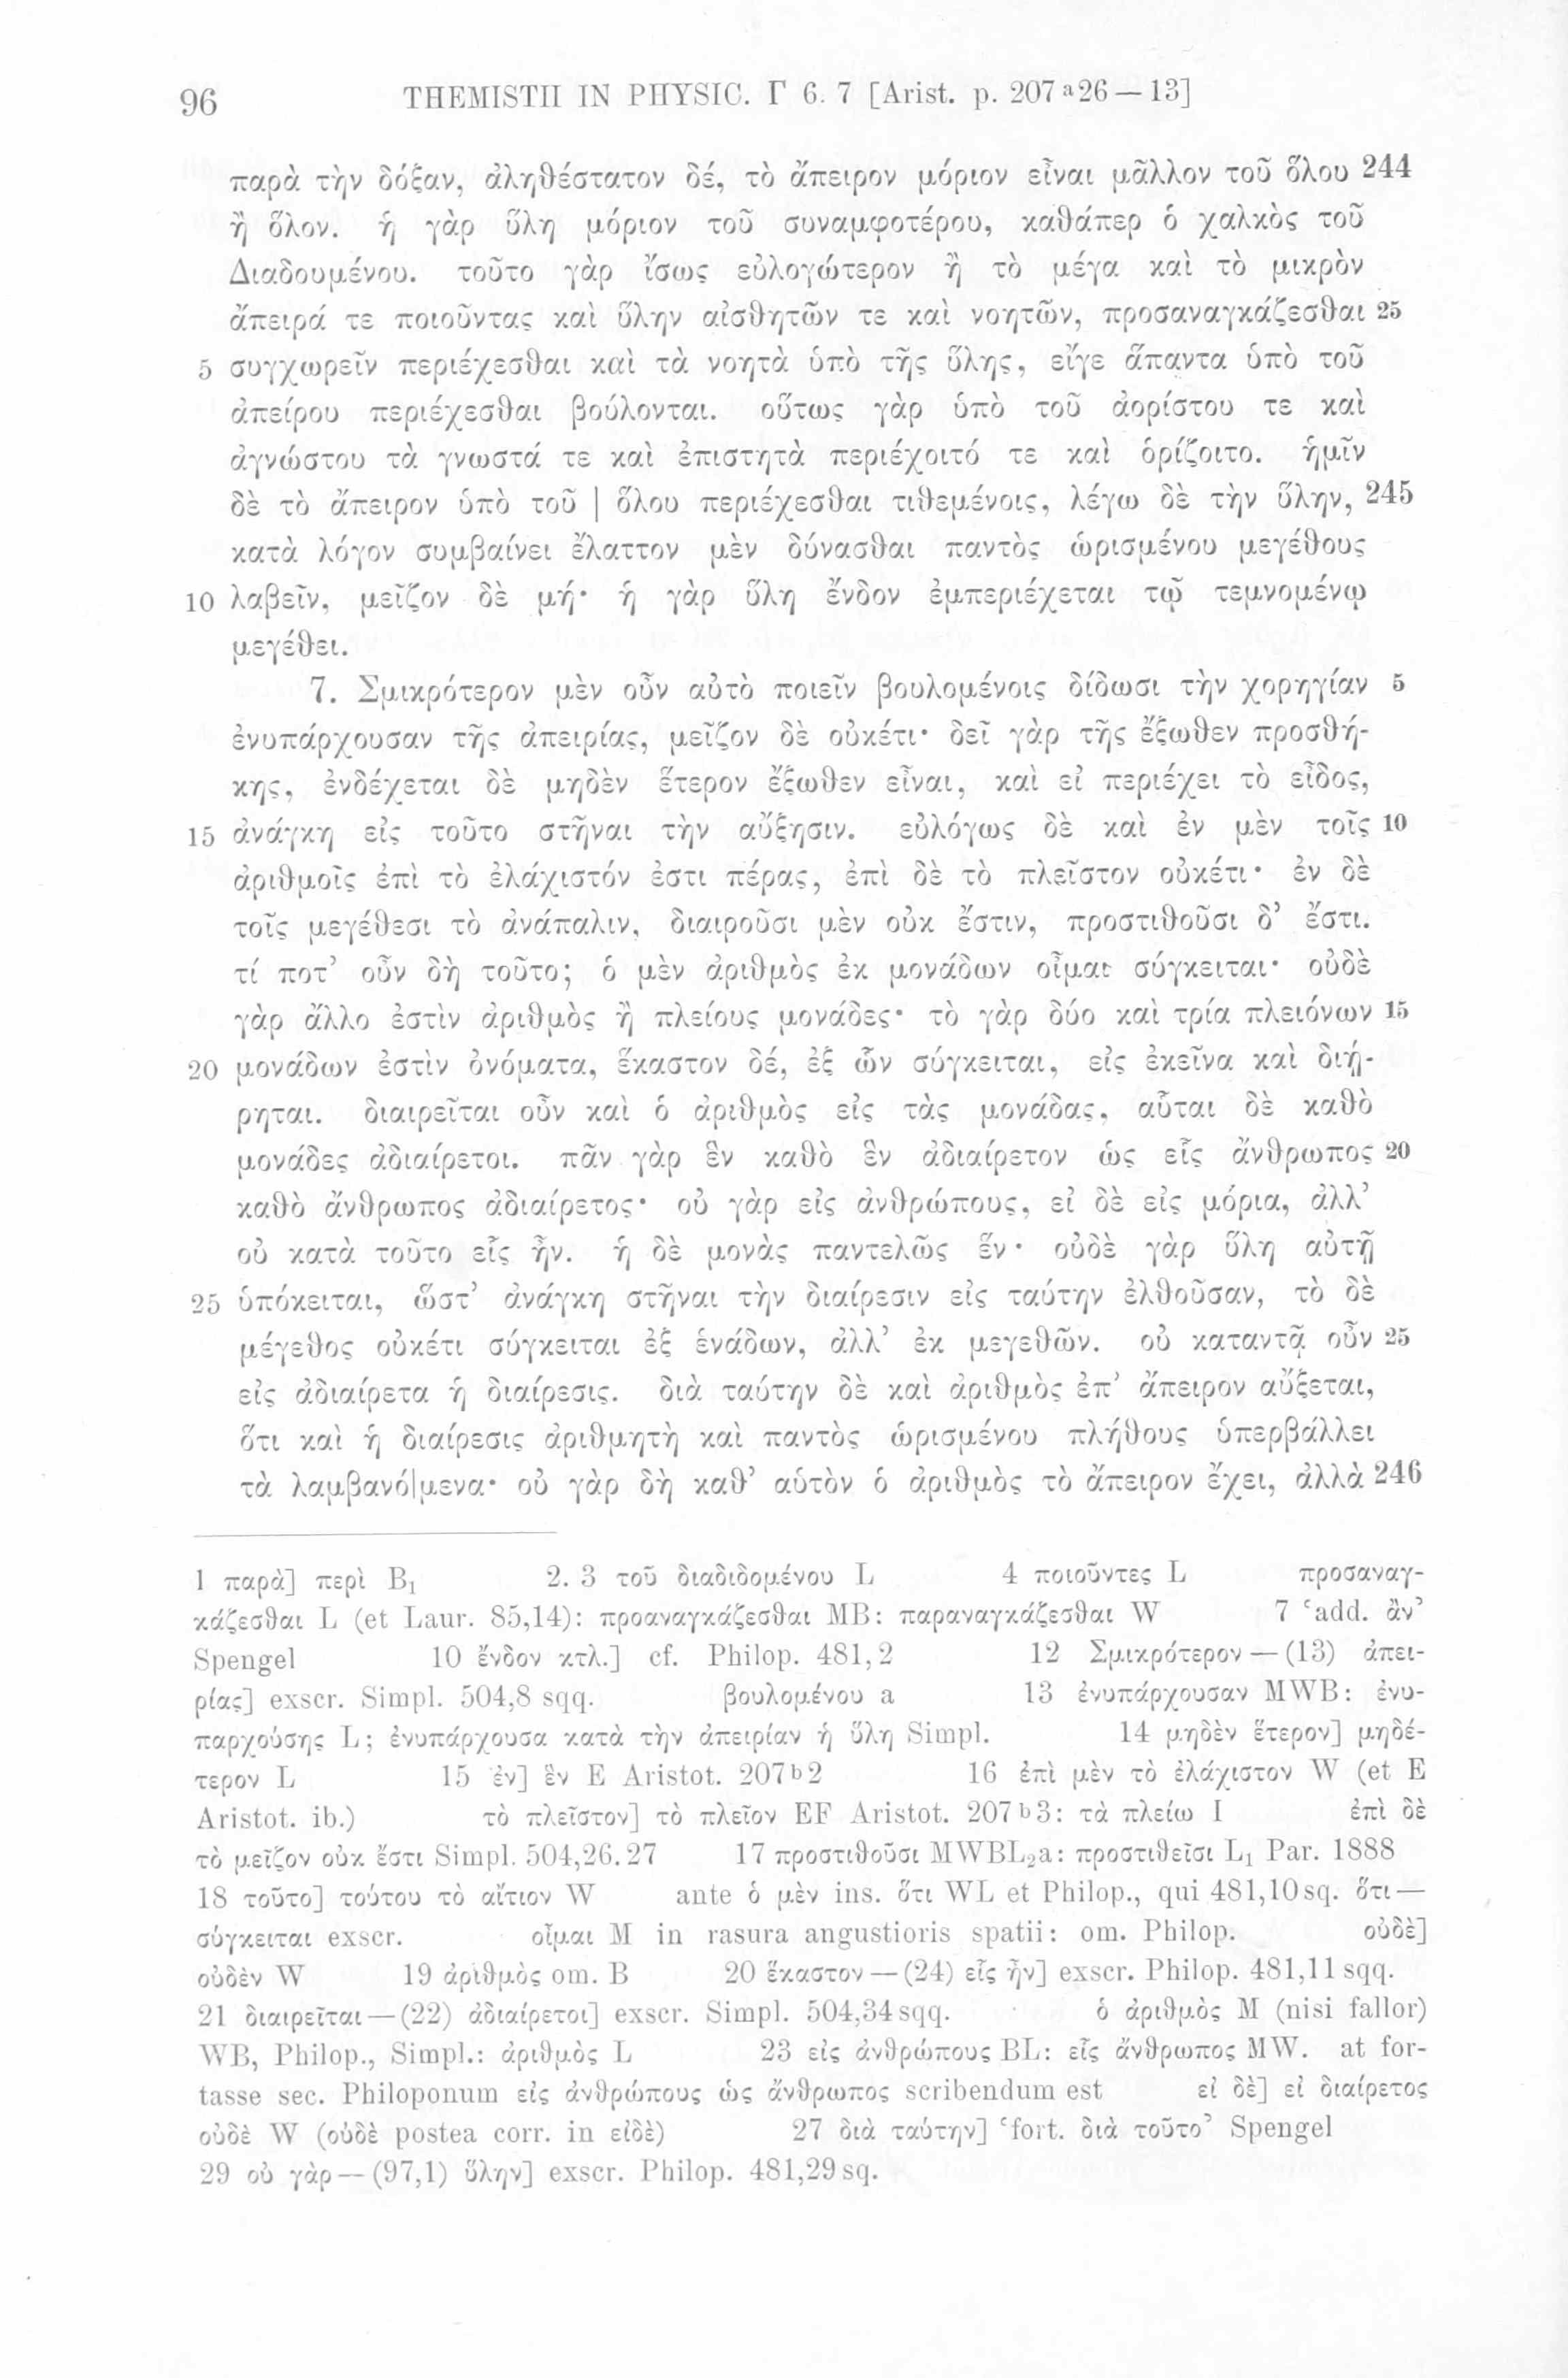 96 THEMISTII IN PHYSIC. Γ 6. 7 [Arist. p. 207 a 26 — 13]
παρὰ τὴν δόξαν, ἀληθέστατον δέ, τὸ ἄπειρον μόριον εἶναι μᾶλλον τοῦ ὅλου 244
ἢ ὅλον. ἡ γὰρ ὕλη μόριον τοῦ συναμφοτέρου, καθάπερ ὁ χαλκὸς τοῦ
Διαδουμένου. τοῦτο γὰρ ἴσως εὐλογώτερον ἢ τὸ μέγα καὶ τὸ μικρὸν
ἄπειρά τε ποιοῦντας καὶ ὕλην αἰσθητῶν τε καὶ νοητῶν, προσαναγκάζεσθαι 25
5 συγχωρεῖν περιέχεσθαι καὶ τὰ νοητὰ ὑπὸ τῆς ὕλης, εἴγε ἅπαντα ὑπὸ τοῦ
ἀπείρου περιέχεσθαι βούλονται. οὕτως γὰρ ὑπὸ τοῦ ἀορίστου τε καὶ
ἀγνώστου τὰ γνωστά τε καὶ ἐπιστητὰ περιέχοιτό τε καὶ ὁρίζοιτο. ἡμῖν
δὲ τὸ ἄπειρον ὑπὸ τοῦ | ὅλου περιέχεσθαι τιθεμένοις, λέγω δὲ τὴν ὕλην, 245
κατὰ λόγον συμβαίνει ἔλαττον μὲν δύνασθαι παντὸς ὡρισμένου μεγέθους
10 λαβεῖν, μεῖζον δὲ μή· ἡ γὰρ ὕλη ἔνδον ἐμπεριέχεται τῷ τεμνομένῳ
μεγέθει.
7. Σμικρότερον μὲν οὖν αὐτὸ ποιεῖν βουλομένοις δίδωσι τὴν χορηγίαν 5
ἐνυπάρχουσαν τῆς ἀπειρίας, μεῖζον δὲ οὐκέτι· δεῖ γὰρ τῆς ἔξωθεν προσθή-
κης, ἐνδέχεται δὲ μηδὲν ἕτερον ἔξωθεν εἶναι, καὶ εἰ περιέχει τὸ εἶδος,
15 ἀνάγκη εἰς τοῦτο στῆναι τὴν αὔξησιν. εὐλόγως δὲ καὶ ἐν μὲν τοῖς 10
ἀριθμοῖς ἐπὶ τὸ ἐλάχιστόν ἐστι πέρας, ἐπὶ δὲ τὸ πλεῖστον οὐκέτι· ἐν δὲ
τοῖς μεγέθεσι τὸ ἀνάπαλιν, διαιροῦσι μὲν οὐκ ἔστιν, προστιθοῦσι δ’ ἔστι.
τί ποτ’ οὖν δὴ τοῦτο; ὁ μὲν ἀριθμὸς ἐκ μονάδων οἶμαι σύγκειται· οὐδὲ
γὰρ ἄλλο ἐστὶν ἀριθμὸς ἢ πλείους μονάδες· τὸ γὰρ δύο καὶ τρία πλειόνων 15
20 μονάδων ἐστὶν ὀνόματα, ἕκαστον δέ, ἐξ ὧν σύγκειται, εἰς ἐκεῖνα καὶ διῄ-
ρηται. διαιρεῖται οὖν καὶ ὁ ἀριθμὸς εἰς τὰς μονάδας, αὗται δὲ καθὸ
μονάδες ἀδιαίρετοι. πᾶν γὰρ ἓν καθὸ ἓν ἀδιαίρετον ὡς εἷς ἄνθρωπος 20
καθὸ ἄνθρωπος ἀδιαίρετος· οὐ γὰρ εἰς ἀνθρώπους, εἰ δὲ εἰς μόρια, ἀλλ’
οὐ κατὰ τοῦτο εἷς ἦν. ἡ δὲ μονὰς παντελῶς ἕν· οὐδὲ γὰρ ὕλη αὐτῇ
25 ὑπόκειται, ὥστ’ ἀνάγκη στῆναι τὴν διαίρεσιν εἰς ταύτην ἐλθοῦσαν, τὸ δὲ
μέγεθος οὐκέτι σύγκειται ἐξ ἑνάδων, ἀλλ’ ἐκ μεγεθῶν. οὐ καταντᾷ οὖν 25
εἰς ἀδιαίρετα ἡ διαίρεσις. διὰ ταύτην δὲ καὶ ἀριθμὸς ἐπ’ ἄπειρον αὔξεται,
ὅτι καὶ ἡ διαίρεσις ἀριθμητὴ καὶ παντὸς ὡρισμένου πλήθους ὑπερβάλλει
τὰ λαμβανό|μενα· οὐ γὰρ δὴ καθ’ αὑτὸν ὁ ἀριθμὸς τὸ ἄπειρον ἔχει, ἀλλὰ 246
1 παρὰ] περὶ B₁ 2. 3 τοῦ διαδιδομένου L 4 ποιοῦντες L προσαναγ-
κάζεσθαι L (et Laur. 85,14): προαναγκάζεσθαι MB: παραναγκάζεσθαι W 7 ‘add. ἂν’
Spengel 10 ἔνδον κτλ.] cf. Philop. 481,2 12 Σμικρότερον — (13) ἀπει-
ρίας] exscr. Simpl. 504,8 sqq. βουλομένου a 13 ἐνυπάρχουσαν MWB: ἐνυ-
παρχούσης L; ἐνυπάρχουσα κατὰ τὴν ἀπειρίαν ἡ ὕλη Simpl. 14 μηδὲν ἕτερον] μηδέ-
τερον L 15 ἐν] ἓν E Aristot. 207 b 2 16 ἐπὶ μὲν τὸ ἐλάχιστον W (et E
Aristot. ib.) τὸ πλεῖστον] τὸ πλεῖον EF Aristot. 207 b 3: τὰ πλείω I ἐπὶ δὲ
τὸ μεῖζον οὐκ ἔστι Simpl. 504,26. 27 17 προστιθοῦσι MWBL₂a: προστιθεῖσι L₁ Par. 1888
18 τοῦτο] τούτου τὸ αἴτιον W ante ὁ μὲν ins. ὅτι WL et Philop., qui 481,10 sq. ὅτι —
σύγκειται exscr. οἶμαι M in rasura angustioris spatii: om. Philop. οὐδὲ]
οὐδὲν W 19 ἀριθμὸς om. B 20 ἕκαστον — (24) εἷς ἦν] exscr. Philop. 481,11 sqq.
21 διαιρεῖται — (22) ἀδιαίρετοι] exscr. Simpl. 504,34 sqq. ὁ ἀριθμὸς M (nisi fallor)
WB, Philop., Simpl.: ἀριθμὸς L 23 εἰς ἀνθρώπους BL: εἷς ἄνθρωπος MW. at for-
tasse sec. Philoponum εἰς ἀνθρώπους ὡς ἄνθρωπος scribendum est εἰ δὲ] εἰ διαίρετος
οὐδὲ W (οὐδὲ postea corr. in εἰδὲ) 27 διὰ ταύτην] ‘fort. διὰ τοῦτο’ Spengel
29 οὐ γὰρ — (97,1) ὕλην] exscr. Philop. 481,29 sq.